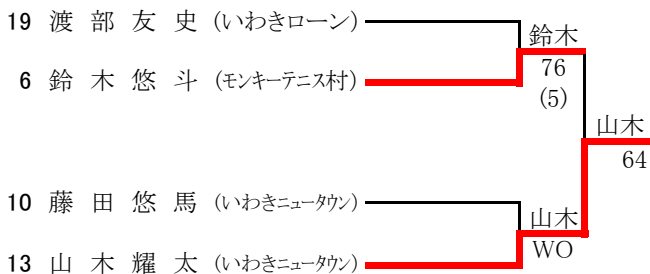 19 渡 部 友 史 (いわきローン)
鈴木
6 鈴 木 悠 斗 (モンキーテニス村)
76
(5)
山木
64
10 藤 田 悠 馬 (いわきニュータウン)
山木
13 山 木 耀 太 (いわきニュータウン)
WO